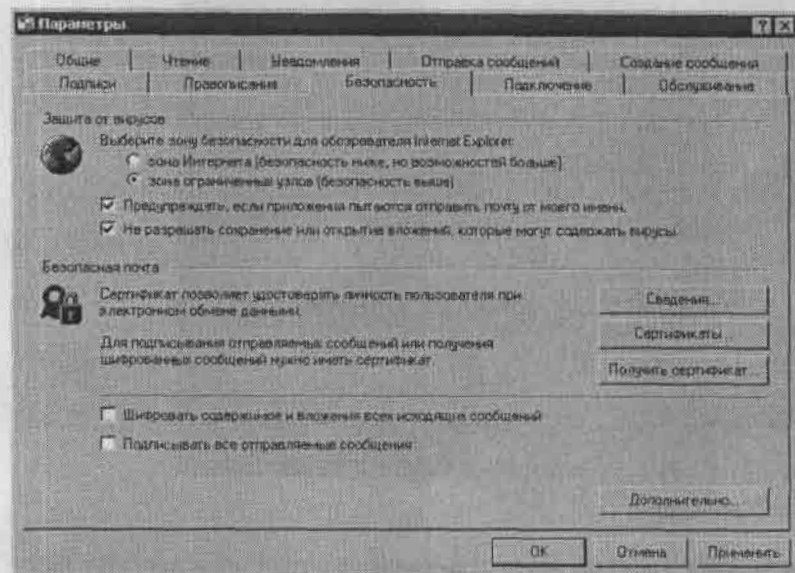 Параметры
Общие Чтение Уведомления Отправка сообщений Создание сообщения
Подписи Правописание Безопасность Подключение Обслуживание
Защита от вирусов
Выберите зону безопасности для обозревателя Internet Explorer:
зона Интернета (безопасность ниже, но возможностей больше)
зона ограниченных узлов (безопасность выше)
Предупреждать, если приложения пытаются отправить почту от моего имени.
Не разрешать сохранение или открытие вложений, которые могут содержать вирусы.
Безопасная почта
Сертификат позволяет удостоверять личность пользователя при
электронном обмене данными.
Сведения...
Для подписывания отправляемых сообщений или получения
шифрованных сообщений нужно иметь сертификат.
Сертификаты...
Получить сертификат...
Шифровать содержимое и вложения всех исходящих сообщений
Подписывать все отправляемые сообщения
Дополнительно...
ОК Отмена Применить